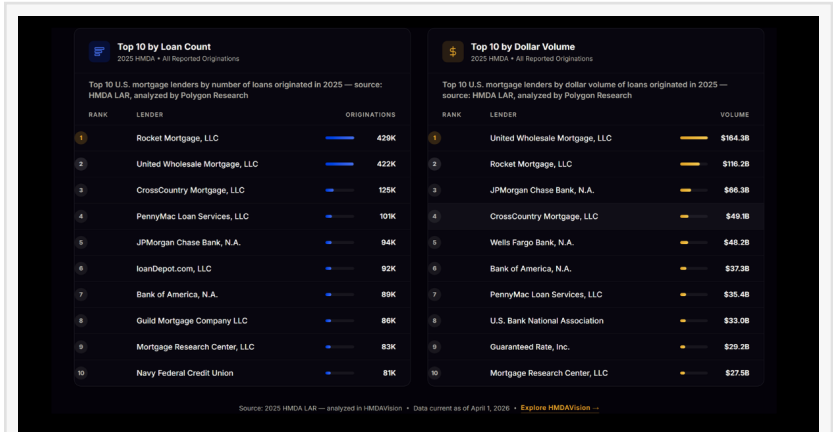 Top 10 by Loan Count
2025 HMDA • All Reported Originations
Top 10 U.S. mortgage lenders by number of loans originated in 2025 — source:
HMDA LAR, analyzed by Polygon Research
RANK LENDER ORIGINATIONS
1 Rocket Mortgage, LLC 429K
2 United Wholesale Mortgage, LLC 422K
3 CrossCountry Mortgage, LLC 125K
4 PennyMac Loan Services, LLC 101K
5 JPMorgan Chase Bank, N.A. 94K
6 loanDepot.com, LLC 92K
7 Bank of America, N.A. 89K
8 Guild Mortgage Company LLC 86K
9 Mortgage Research Center, LLC 83K
10 Navy Federal Credit Union 81K
$
Top 10 by Dollar Volume
2025 HMDA • All Reported Originations
Top 10 U.S. mortgage lenders by dollar volume of loans originated in 2025 —
source: HMDA LAR, analyzed by Polygon Research
RANK LENDER VOLUME
1 United Wholesale Mortgage, LLC $164.3B
2 Rocket Mortgage, LLC $116.2B
3 JPMorgan Chase Bank, N.A. $66.3B
4 CrossCountry Mortgage, LLC $49.1B
5 Wells Fargo Bank, N.A. $48.2B
6 Bank of America, N.A. $37.3B
7 PennyMac Loan Services, LLC $35.4B
8 U.S. Bank National Association $33.0B
9 Guaranteed Rate, Inc. $29.2B
10 Mortgage Research Center, LLC $27.5B
Source: 2025 HMDA LAR — analyzed in HMDAVision • Data current as of April 1, 2026 • Explore HMDAVision →